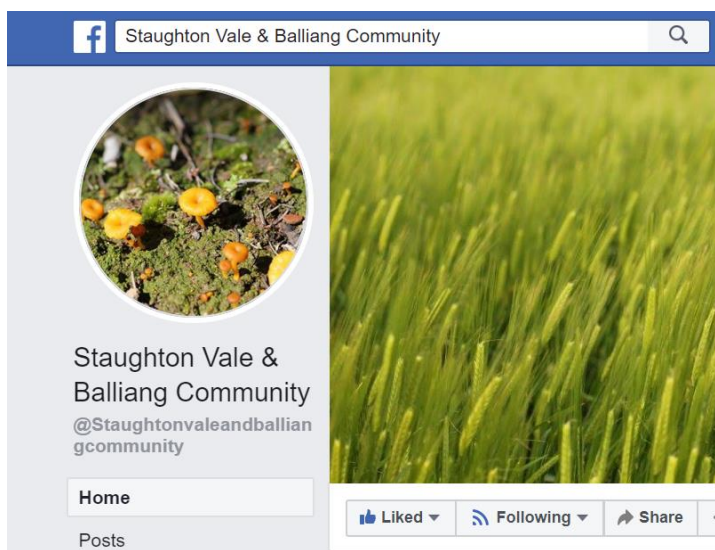 Staughton Vale & Balliang Community
Staughton Vale &
Balliang Community
@Staughtonvaleandballian
gcommunity
Home
Posts
Liked
Following
Share